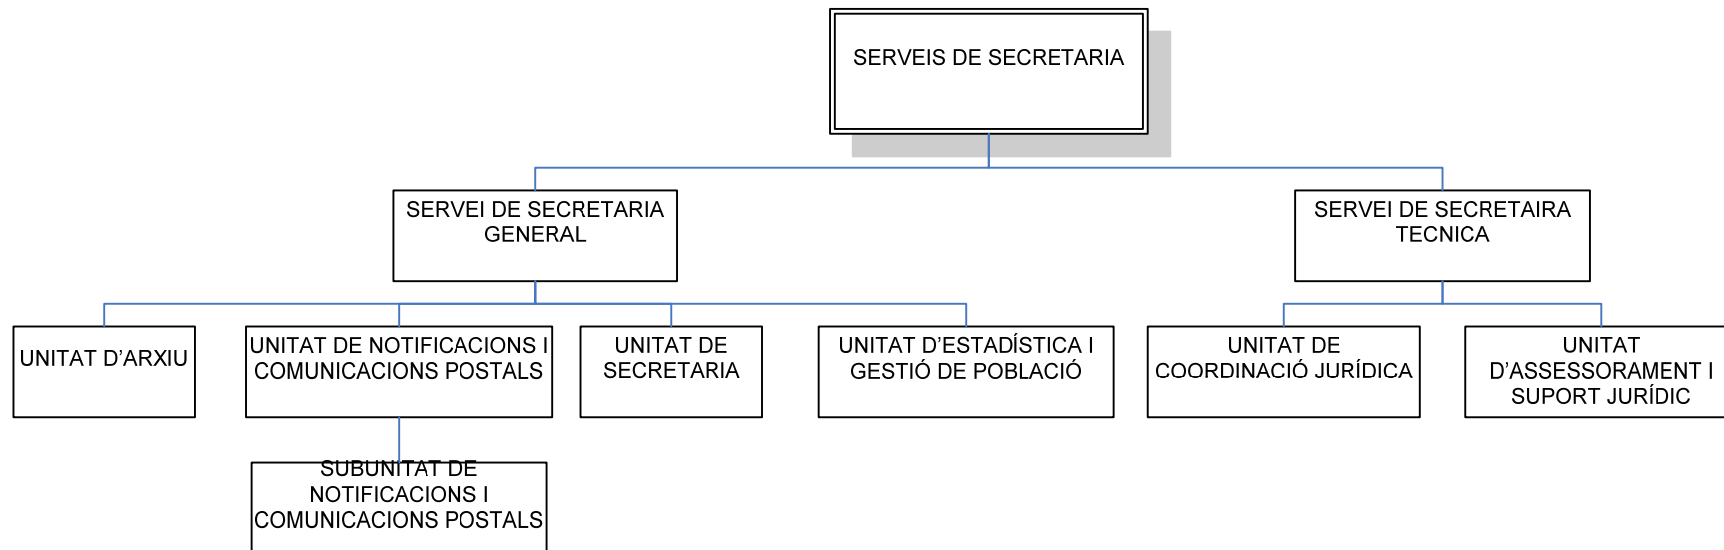 SERVEIS DE SECRETARIA
SERVEI DE SECRETARIA
GENERAL
SERVEI DE SECRETAIRA
TECNICA
UNITAT D’ARXIU
UNITAT DE NOTIFICACIONS I
COMUNICACIONS POSTALS
UNITAT DE
SECRETARIA
UNITAT D’ESTADÍSTICA I
GESTIÓ DE POBLACIÓ
UNITAT DE
COORDINACIÓ JURÍDICA
UNITAT
D’ASSESSORAMENT I
SUPORT JURÍDIC
SUBUNITAT DE
NOTIFICACIONS I
COMUNICACIONS POSTALS